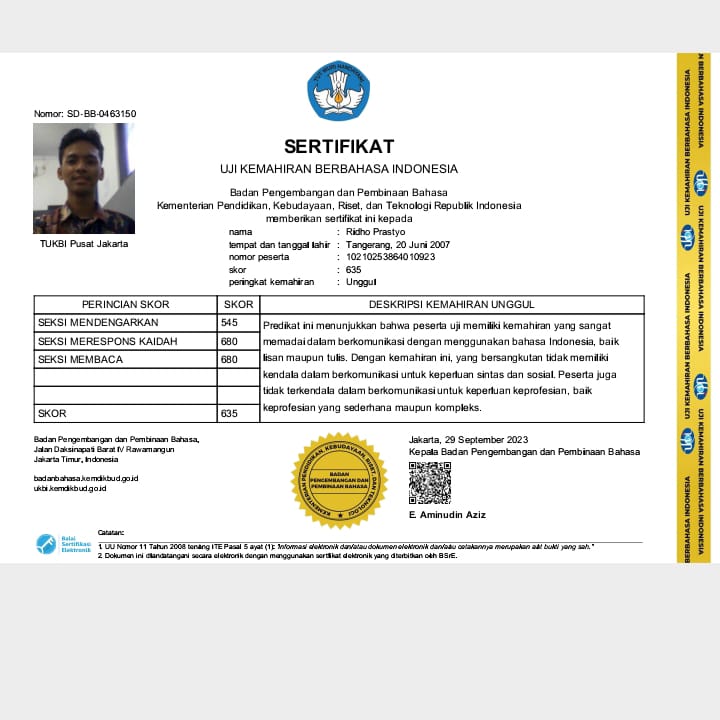 Nomor: SD-BB-0463150
TUT WURI HANDAYANI
SERTIFIKAT
UJI KEMAHIRAN BERBAHASA INDONESIA
Badan Pengembangan dan Pembinaan Bahasa
Kementerian Pendidikan, Kebudayaan, Riset, dan Teknologi Republik Indonesia
memberikan sertifikat ini kepada
TUKBI Pusat Jakarta
nama : Ridho Prastyo
tempat dan tanggal lahir : Tangerang, 20 Juni 2007
nomor peserta : 10210253864010923
skor : 635
peringkat kemahiran : Unggul
PERINCIAN SKOR SKOR DESKRIPSI KEMAHIRAN UNGGUL
SEKSI MENDENGARKAN 545
SEKSI MERESPONS KAIDAH 680
SEKSI MEMBACA 680
SKOR 635
Predikat ini menunjukkan bahwa peserta uji memiliki kemahiran yang sangat
memadai dalam berkomunikasi dengan menggunakan bahasa Indonesia, baik
lisan maupun tulis. Dengan kemahiran ini, yang bersangkutan tidak memiliki
kendala dalam berkomunikasi untuk keperluan sintas dan sosial. Peserta juga
tidak terkendala dalam berkomunikasi untuk keperluan keprofesian, baik
keprofesian yang sederhana maupun kompleks.
Badan Pengembangan dan Pembinaan Bahasa,
Jalan Daksinapati Barat IV Rawamangun
Jakarta Timur, Indonesia
badanbahasa.kemdikbud.go.id
ukbi.kemdikbud.go.id
KEMENTERIAN PENDIDIKAN, KEBUDAYAAN, RISET, DAN TEKNOLOGI
BADAN
PENGEMBANGAN DAN
PEMBINAAN BAHASA
Jakarta, 29 September 2023
Kepala Badan Pengembangan dan Pembinaan Bahasa
E. Aminudin Aziz
Balai
Sertifikasi
Elektronik
Catatan:
1. UU Nomor 11 Tahun 2008 tentang ITE Pasal 5 ayat (1): "Informasi elektronik dan/atau dokumen elektronik dan/atau cetakannya merupakan alat bukti yang sah."
2. Dokumen ini ditandatangani secara elektronik dengan menggunakan sertifikat elektronik yang diterbitkan oleh BSrE.
UJI KEMAHIRAN BERBAHASA INDONESIA
UJI KEMAHIRAN BERBAHASA INDONESIA
BERBAHASA INDONESIA
N BERBAHASA INDONESIA
UJI KEMAHIRAN BERBAHASA INDONESIA
UJI KEMAHIRAN BERBAHASA INDONESIA